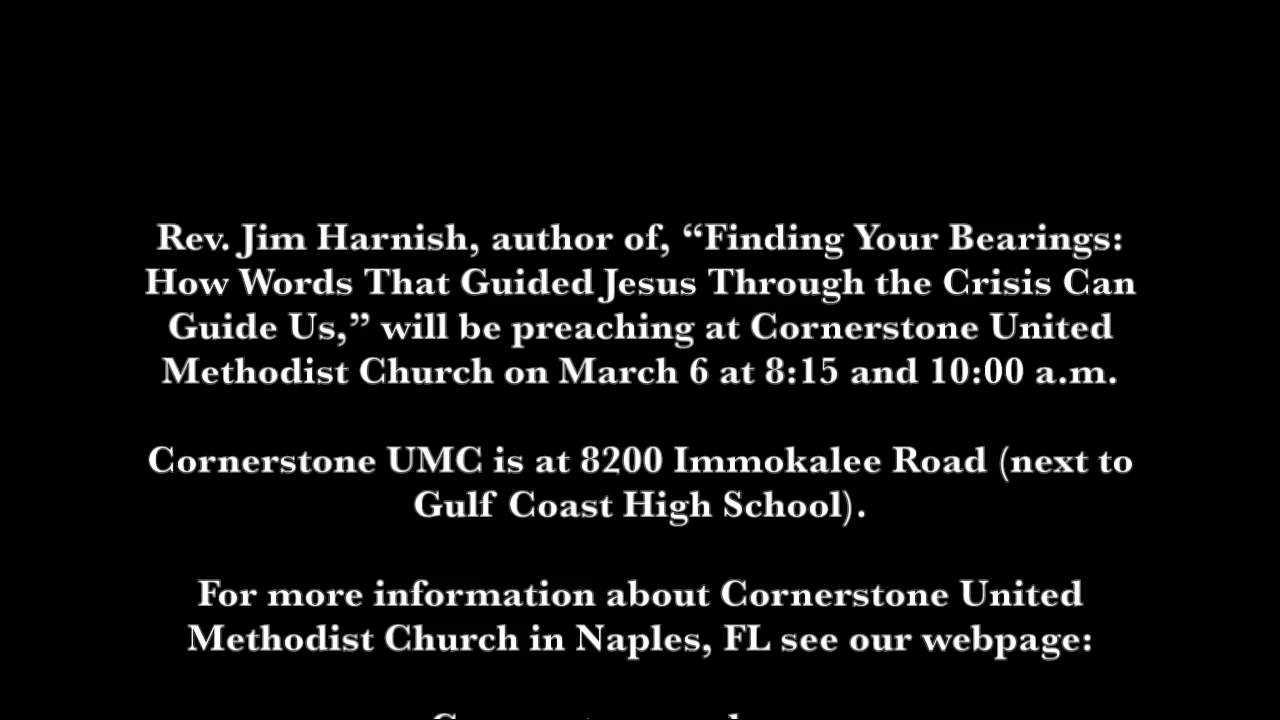 Rev. Jim Harnish, author of, “Finding Your Bearings:
How Words That Guided Jesus Through the Crisis Can
Guide Us,” will be preaching at Cornerstone United
Methodist Church on March 6 at 8:15 and 10:00 a.m.
Cornerstone UMC is at 8200 Immokalee Road (next to
Gulf Coast High School).
For more information about Cornerstone United
Methodist Church in Naples, FL see our webpage: